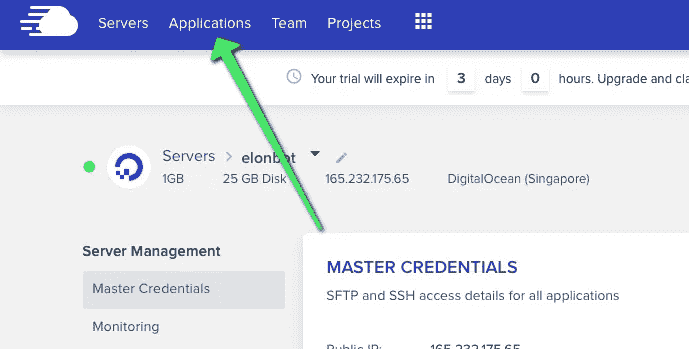 Servers Applications Team Projects
Your trial will expire in 3 days 0 hours. Upgrade and
Servers > elonbot
1GB 25 GB Disk 165.232.175.65 DigitalOcean (Singapore)
Server Management
MASTER CREDENTIALS
Master Credentials
SFTP and SSH access details for all applications
Monitoring
Public IP: 165.232.175.65